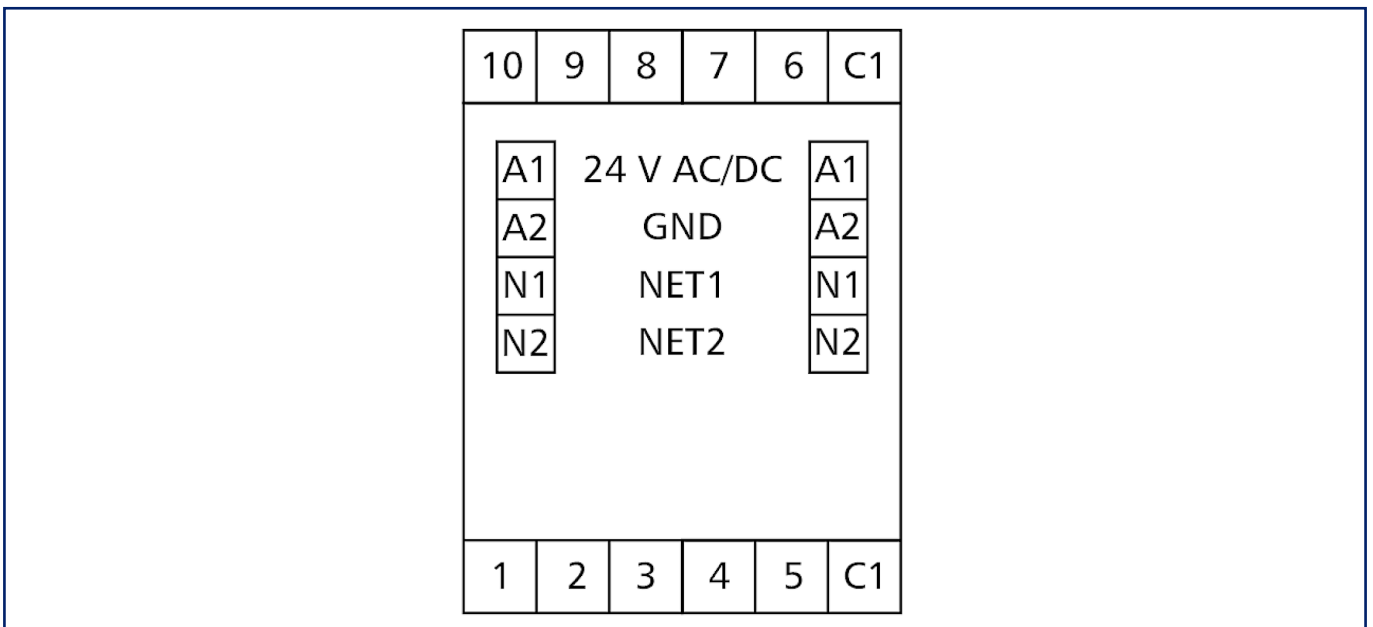 10 9 8 7 6 C1
A1 24 V AC/DC A1
A2 GND A2
N1 NET1 N1
N2 NET2 N2
1 2 3 4 5 C1